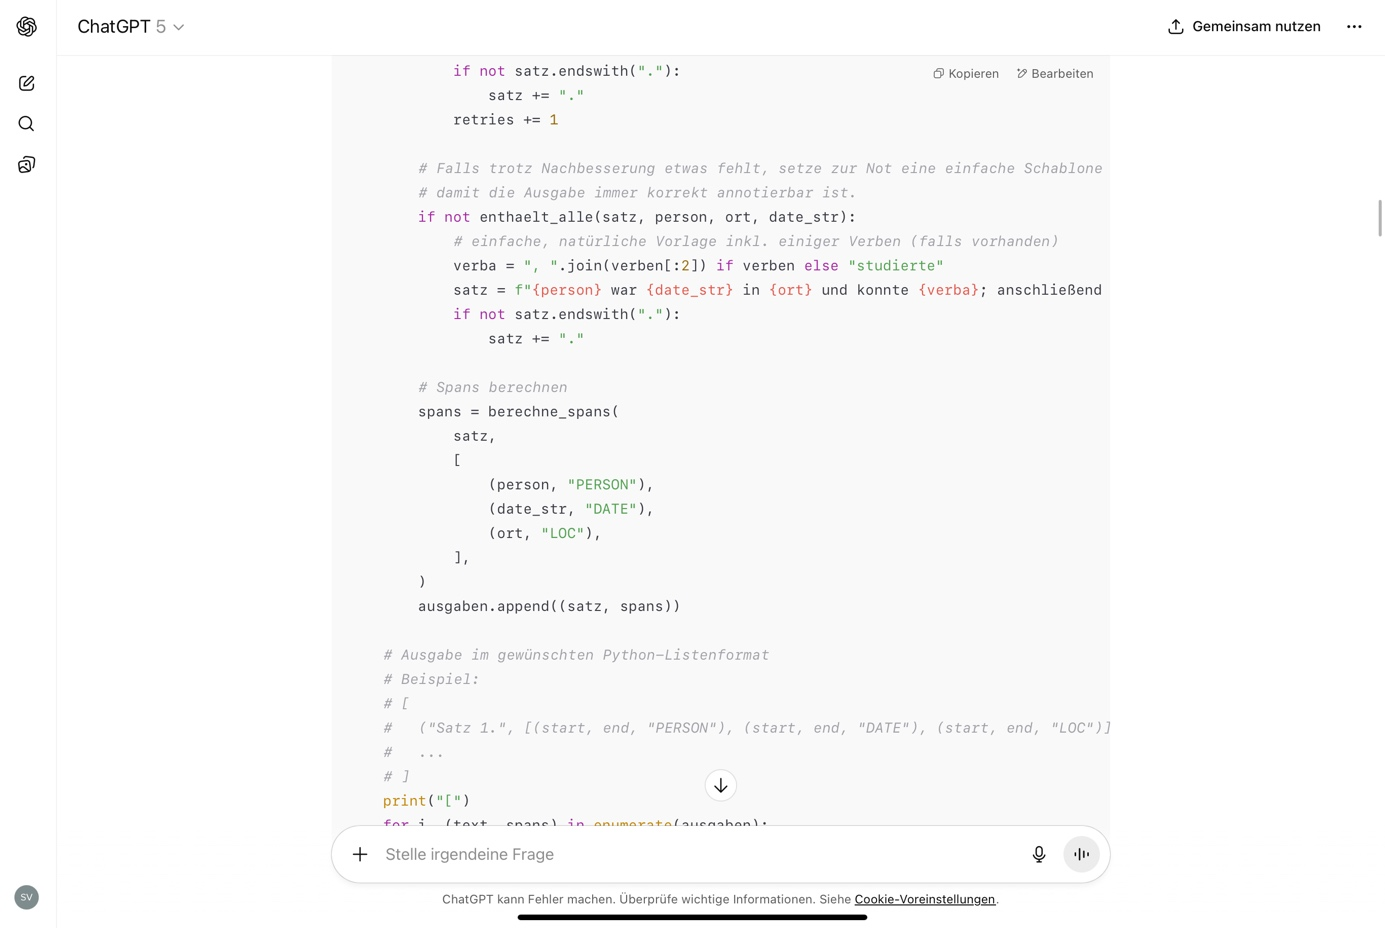 ChatGPT 5
Gemeinsam nutzen
Kopieren
Bearbeiten
            if not satz.endswith("."):
                satz += "."
            retries += 1
        # Falls trotz Nachbesserung etwas fehlt, setze zur Not eine einfache Schablone
        # damit die Ausgabe immer korrekt annotierbar ist.
        if not enthaelt_alle(satz, person, ort, date_str):
            # einfache, natürliche Vorlage inkl. einiger Verben (falls vorhanden)
            verba = ", ".join(verben[:2]) if verben else "studierte"
            satz = f"{person} war {date_str} in {ort} und konnte {verba}; anschließend
            if not satz.endswith("."):
                satz += "."
        # Spans berechnen
        spans = berechne_spans(
            satz,
            [
                (person, "PERSON"),
                (date_str, "DATE"),
                (ort, "LOC"),
            ],
        )
        ausgaben.append((satz, spans))
    # Ausgabe im gewünschten Python-Listenformat
    # Beispiel:
    # [
    #   ("Satz 1.", [(start, end, "PERSON"), (start, end, "DATE"), (start, end, "LOC")]
    #   ...
    # ]
    print("[")
    for i, (text, spans) in enumerate(ausgaben):
Stelle irgendeine Frage
SV
ChatGPT kann Fehler machen. Überprüfe wichtige Informationen. Siehe Cookie-Voreinstellungen.